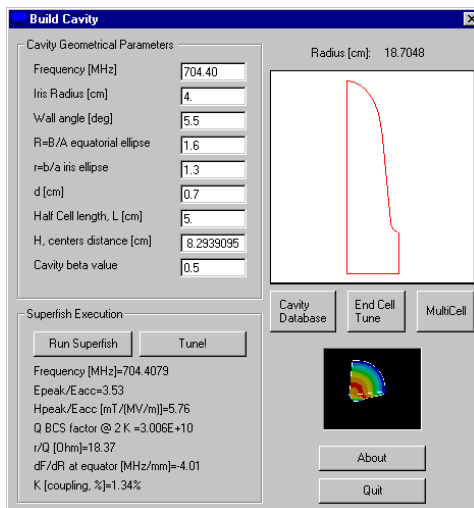 Build Cavity
Cavity Geometrical Parameters
Frequency [MHz] 704.40
Iris Radius [cm] 4.
Wall angle [deg] 5.5
R=B/A equatorial ellipse 1.6
r=b/a iris ellipse 1.3
d [cm] 0.7
Half Cell length, L [cm] 5.
H, centers distance [cm] 8.2939095
Cavity beta value 0.5
Radius [cm]: 18.7048
Cavity Database
End Cell Tune
MultiCell
Superfish Execution
Run Superfish
Tune!
Frequency [MHz]=704.4079
Epeak/Eacc=3.53
Hpeak/Eacc [mT/(MV/m)]=5.76
Q BCS factor @ 2 K =3.006E+10
r/Q [Ohm]=18.37
dF/dR at equator [MHz/mm]=-4.01
K [coupling, %]=1.34%
About
Quit